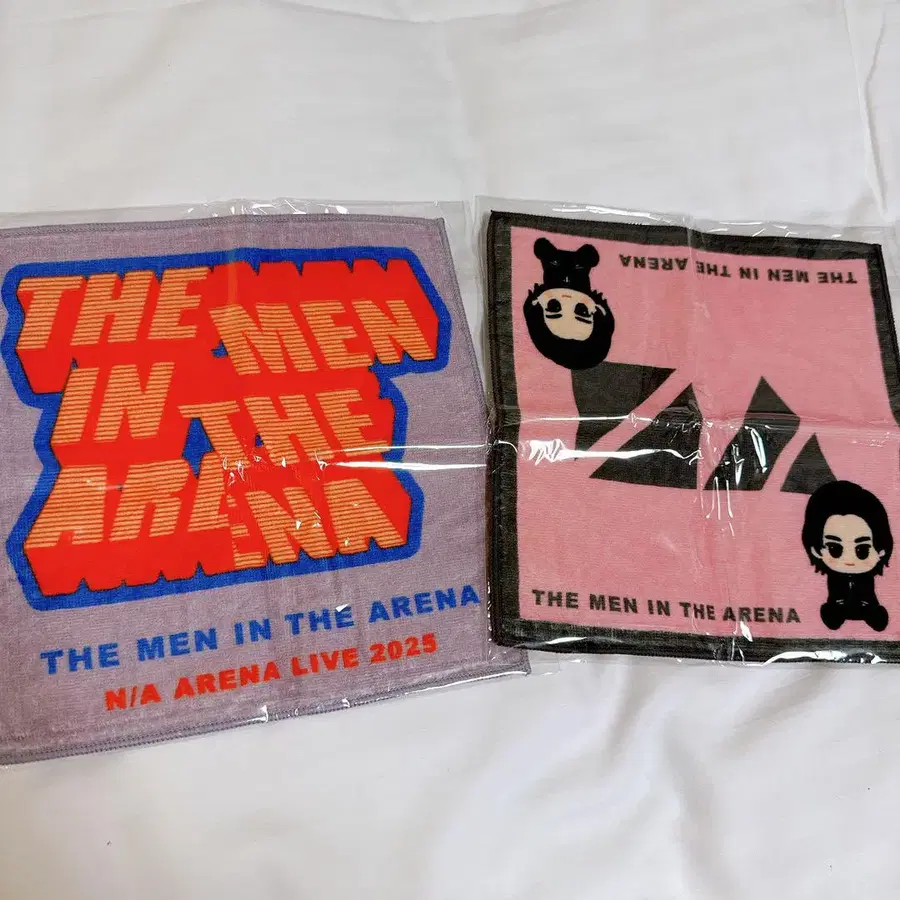 THE MEN
IN THE
ARENA
THE MEN IN THE ARENA
N/A ARENA LIVE 2025
THE MEN IN THE ARENA
N/A
THE MEN IN THE ARENA